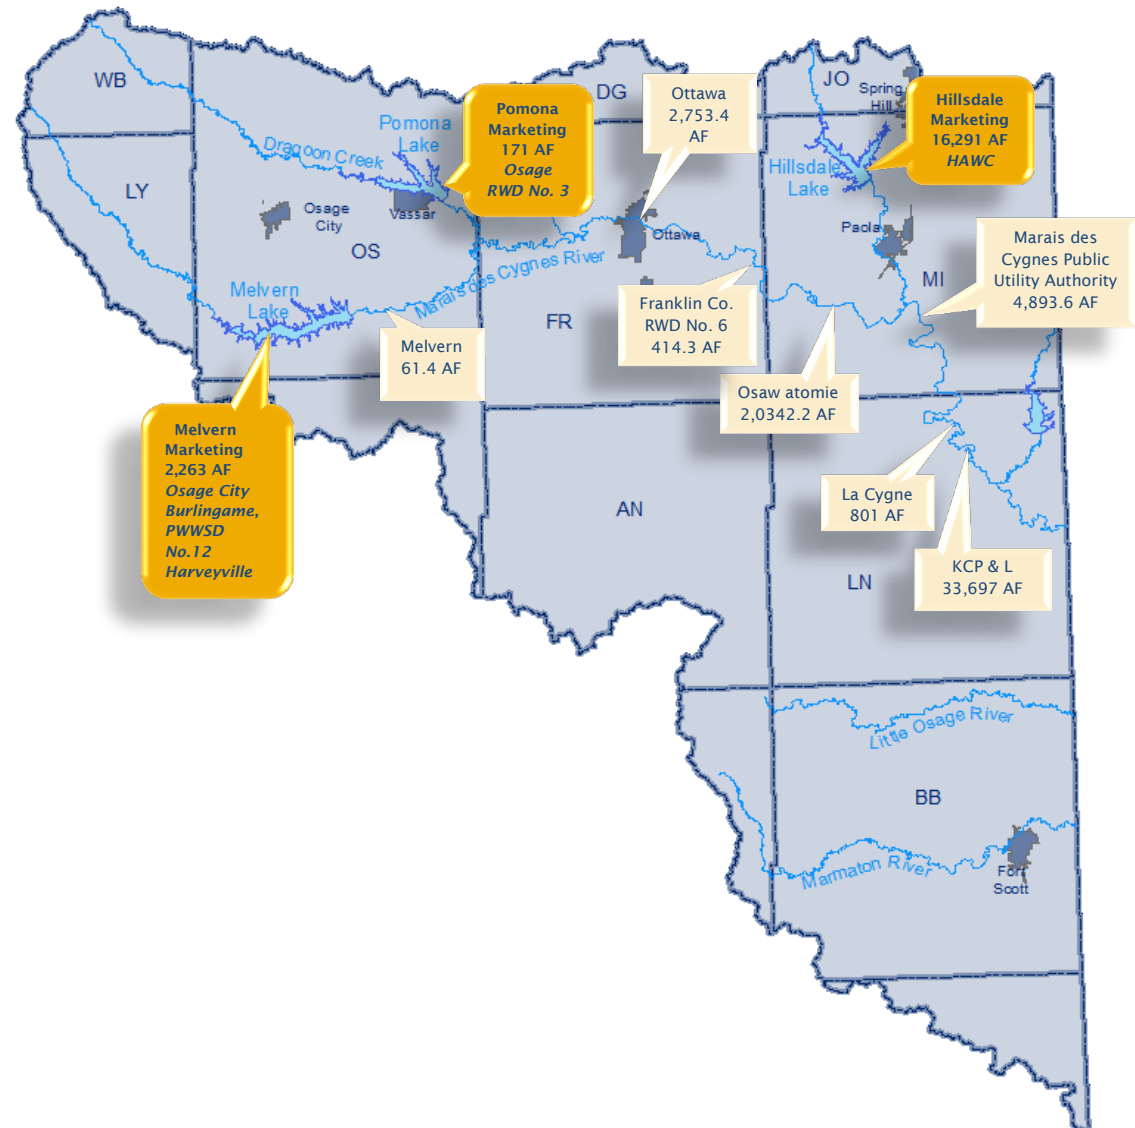 WB
DG
JO
Spring
Hill
Ottawa
2,753.4
AF
Pomona
Marketing
171 AF
Osage
RWD No. 3
Hillsdale
Marketing
16,291 AF
HAWC
Pomona
Lake
Dragoon Creek
Hillsdale
Lake
LY
Osage
City
Vassar
OS
Ottawa
Paola
Marais des Cygnes River
Marais des
Cygnes Public
Utility Authority
4,893.6 AF
MI
Melvern
Lake
Franklin Co.
RWD No. 6
414.3 AF
FR
Melvern
61.4 AF
Osaw atomie
2,0342.2 AF
Melvern
Marketing
2,263 AF
Osage City
Burlingame,
PWWSD
No.12
Harveyville
AN
La Cygne
801 AF
KCP & L
33,697 AF
LN
Little Osage River
BB
Marmaton River
Fort
Scott